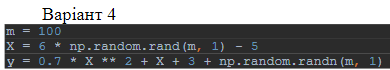 Варіант 4
m = 100
X = 6 * np.random.rand(m, 1) - 5
y = 0.7 * X ** 2 + X + 3 + np.random.randn(m, 1)